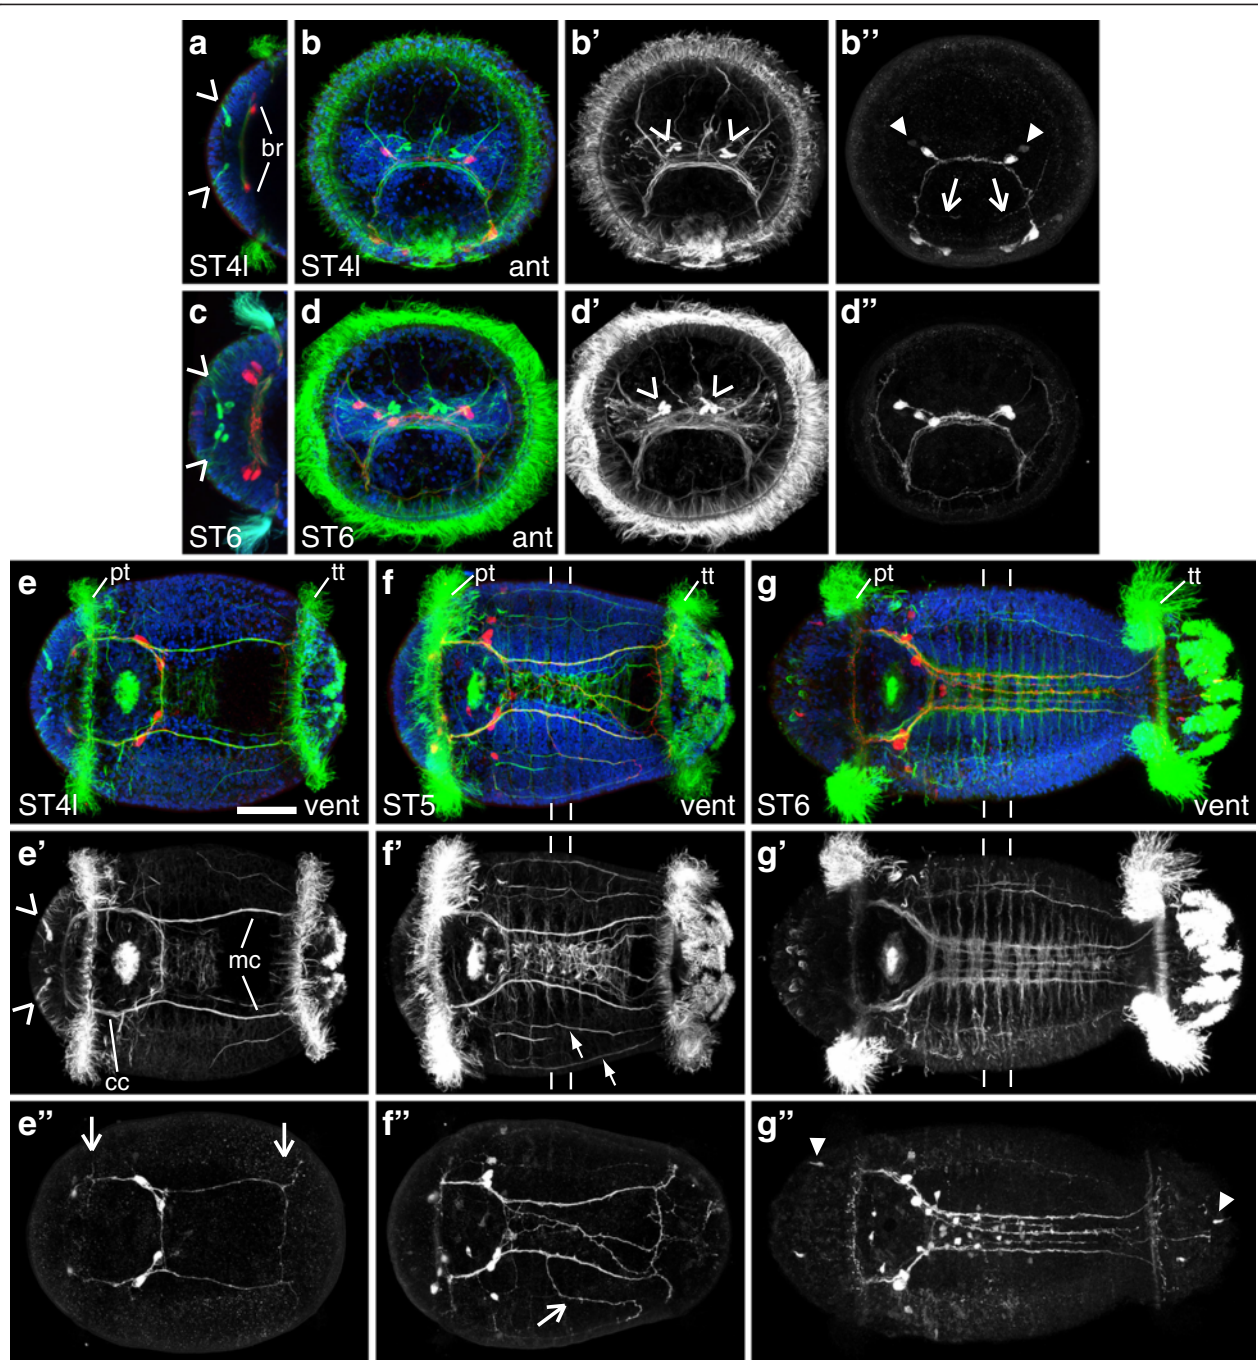 a b b’ b’’
br
ST4l ST4l ant
c d d’ d’’
ST6 ST6 ant
e pt tt f pt tt g pt tt
ST4l vent ST5 vent ST6 vent
e’ f’ g’
mc
cc
e’’ f’’ g’’